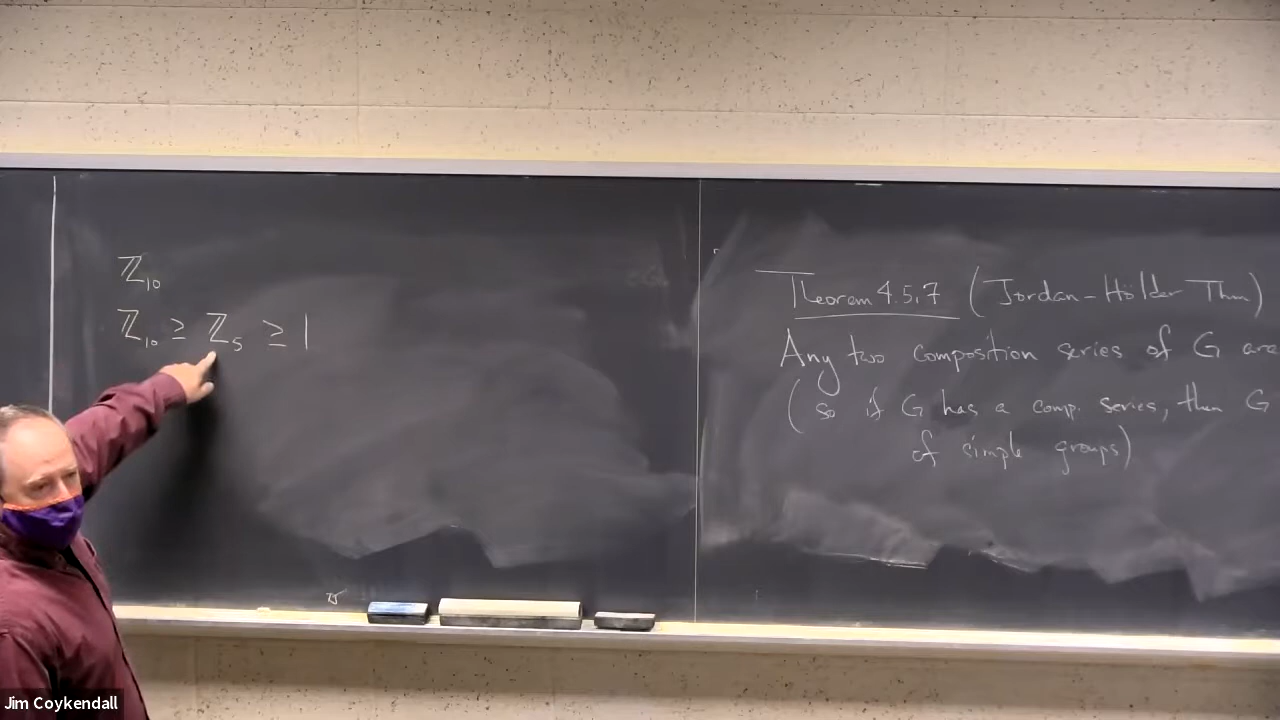 ℤ₁₀
ℤ₁₀ ≥ ℤ₅ ≥ 1
Theorem 4.5.7 (Jordan-Hölder Thm)
Any two composition series of G are
(so if G has a comp. series, then G
of simple groups)
Jim Coykendall